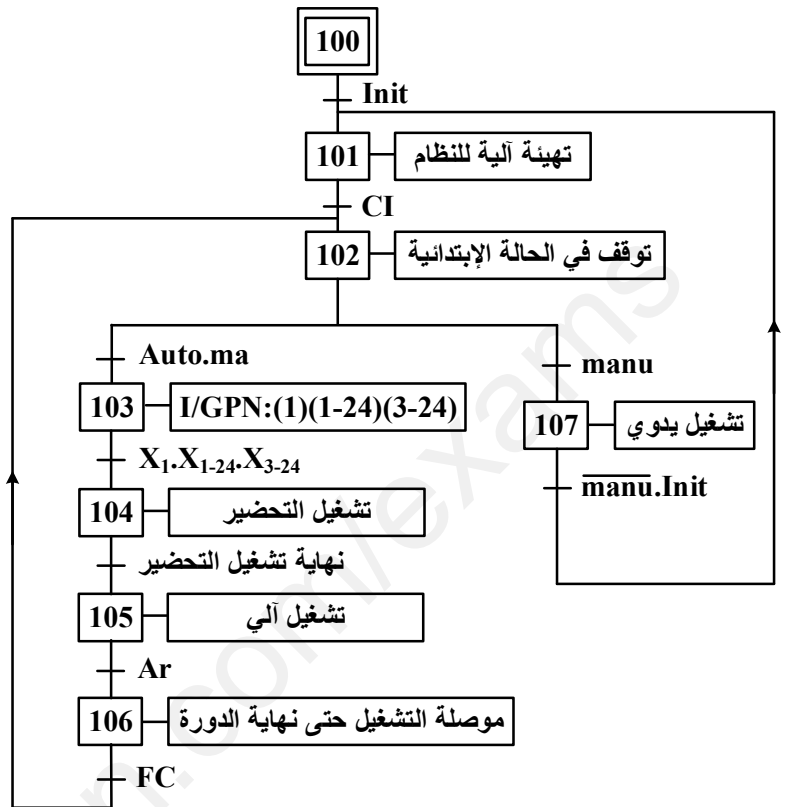 100
Init
101 تهيئة آلية للنظام
CI
102 توقف في الحالة الإبتدائية
Auto.ma
manu
103 I/GPN:(1)(1-24)(3-24)
107 تشغيل يدوي
X₁.X₁₋₂₄.X₃₋₂₄
m̅a̅n̅u̅.Init
104 تشغيل التحضير
نهاية تشغيل التحضير
105 تشغيل آلي
Ar
106 موصلة التشغيل حتى نهاية الدورة
FC
n.com/exams